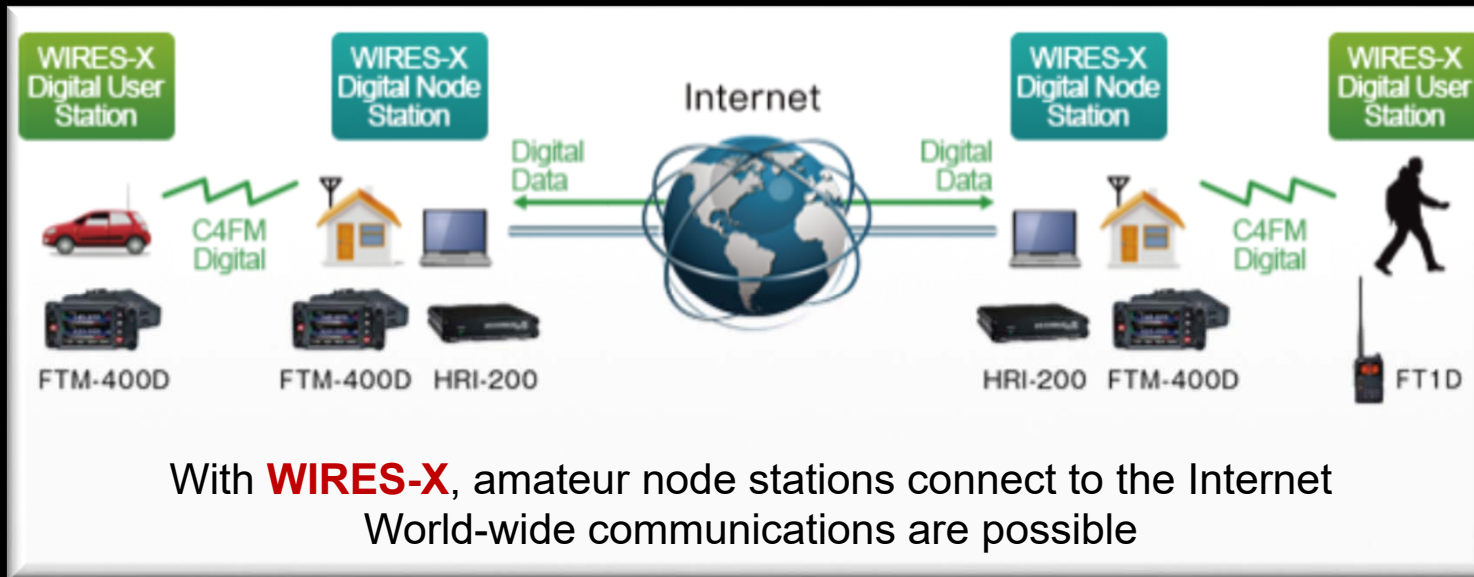 WIRES-X
Digital User
Station
WIRES-X
Digital Node
Station
Internet
WIRES-X
Digital Node
Station
WIRES-X
Digital User
Station
Digital
Data
Digital
Data
C4FM
Digital
C4FM
Digital
FTM-400D
FTM-400D
HRI-200
HRI-200
FTM-400D
FT1D
With WIRES-X, amateur node stations connect to the Internet
World-wide communications are possible